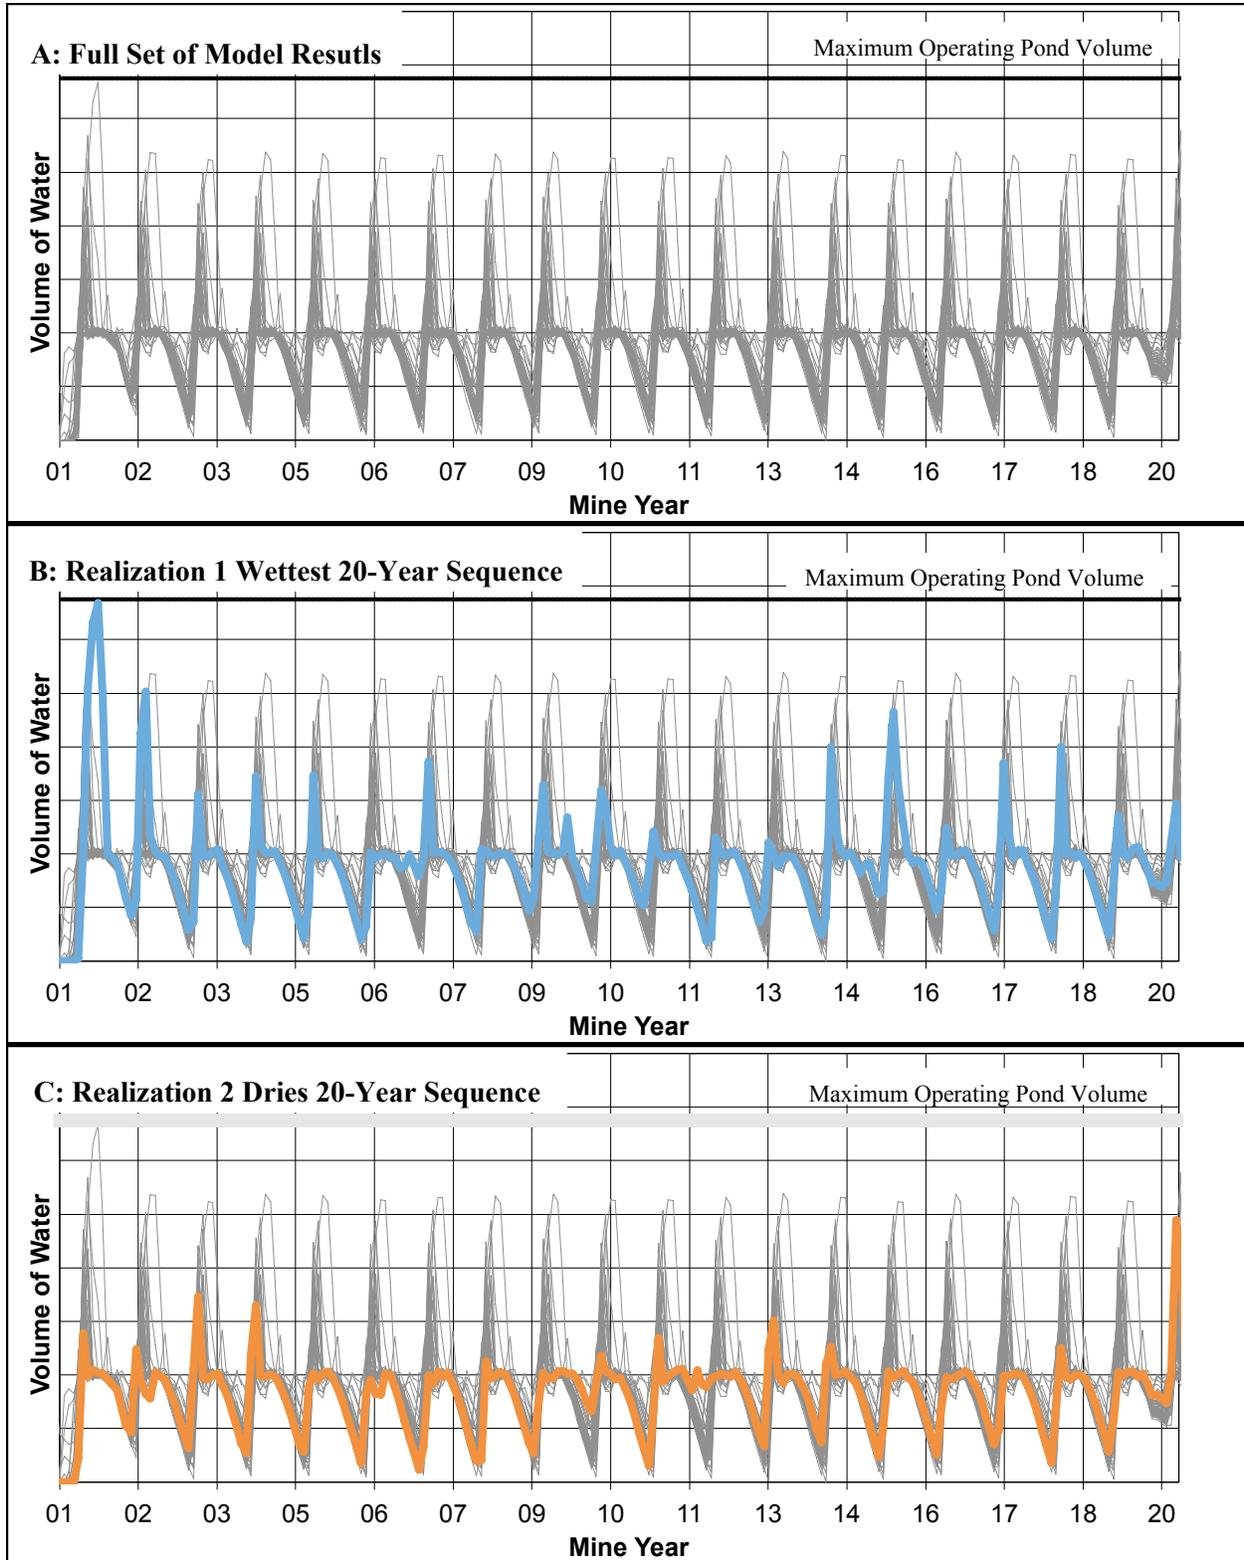 A: Full Set of Model Resutls
Maximum Operating Pond Volume
Volume of Water
01 02 03 05 06 07 09 10 11 13 14 16 17 18 20
Mine Year
B: Realization 1 Wettest 20-Year Sequence
Maximum Operating Pond Volume
Volume of Water
01 02 03 05 06 07 09 10 11 13 14 16 17 18 20
Mine Year
C: Realization 2 Dries 20-Year Sequence
Maximum Operating Pond Volume
Volume of Water
01 02 03 05 06 07 09 10 11 13 14 16 17 18 20
Mine Year